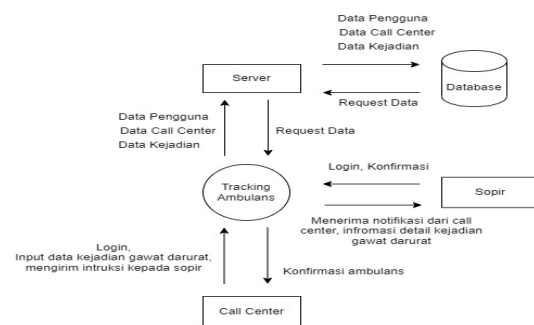 Data Pengguna
Data Call Center
Data Kejadian
Server
Database
Request Data
Data Pengguna
Data Call Center
Data Kejadian
Request Data
Login, Konfirmasi
Tracking
Ambulans
Sopir
Menerima notifikasi dari call
center, infromasi detail kejadian
gawat darurat
Login,
Input data kejadian gawat darurat,
mengirim intruksi kepada sopir
Konfirmasi ambulans
Call Center